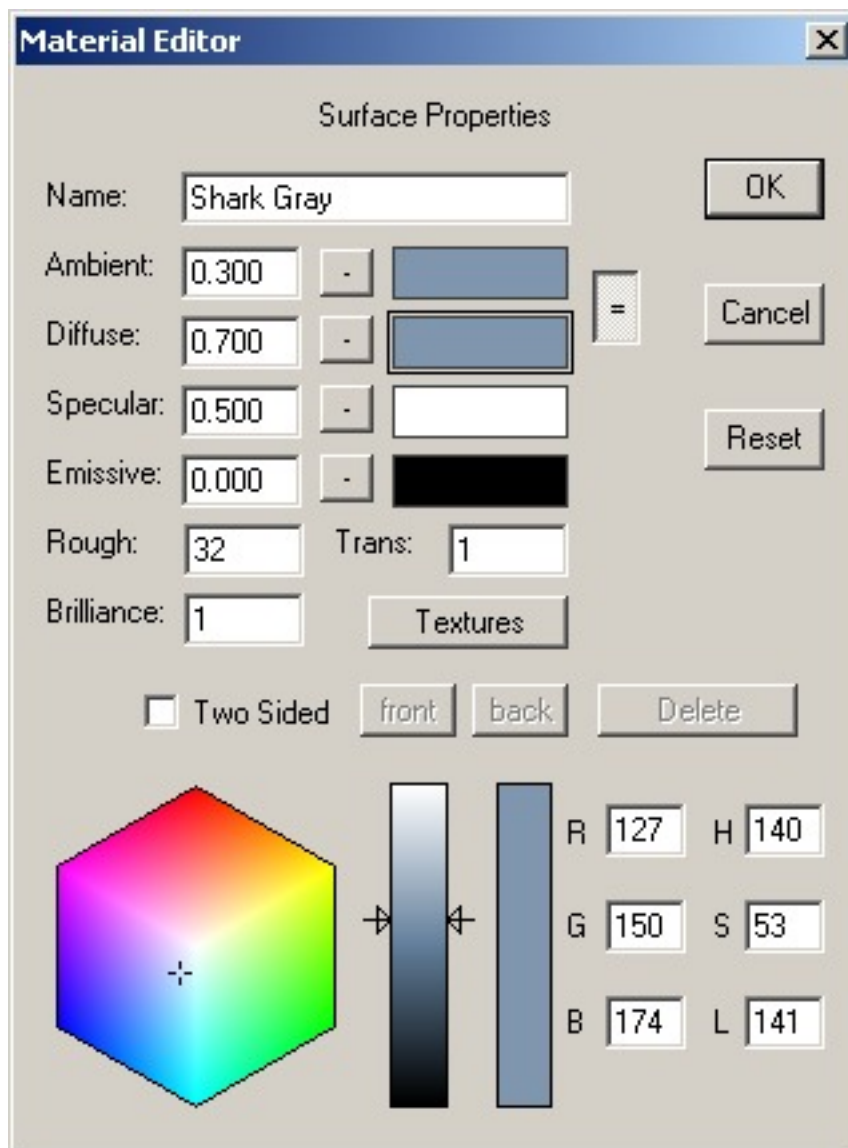 Material Editor
Surface Properties
Name: Shark Gray OK
Ambient: 0.300 - =
Diffuse: 0.700 - Cancel
Specular: 0.500 -
Reset
Emissive: 0.000 -
Rough: 32 Trans: 1
Brilliance: 1 Textures
Two Sided front back Delete
R 127 H 140
G 150 S 53
B 174 L 141